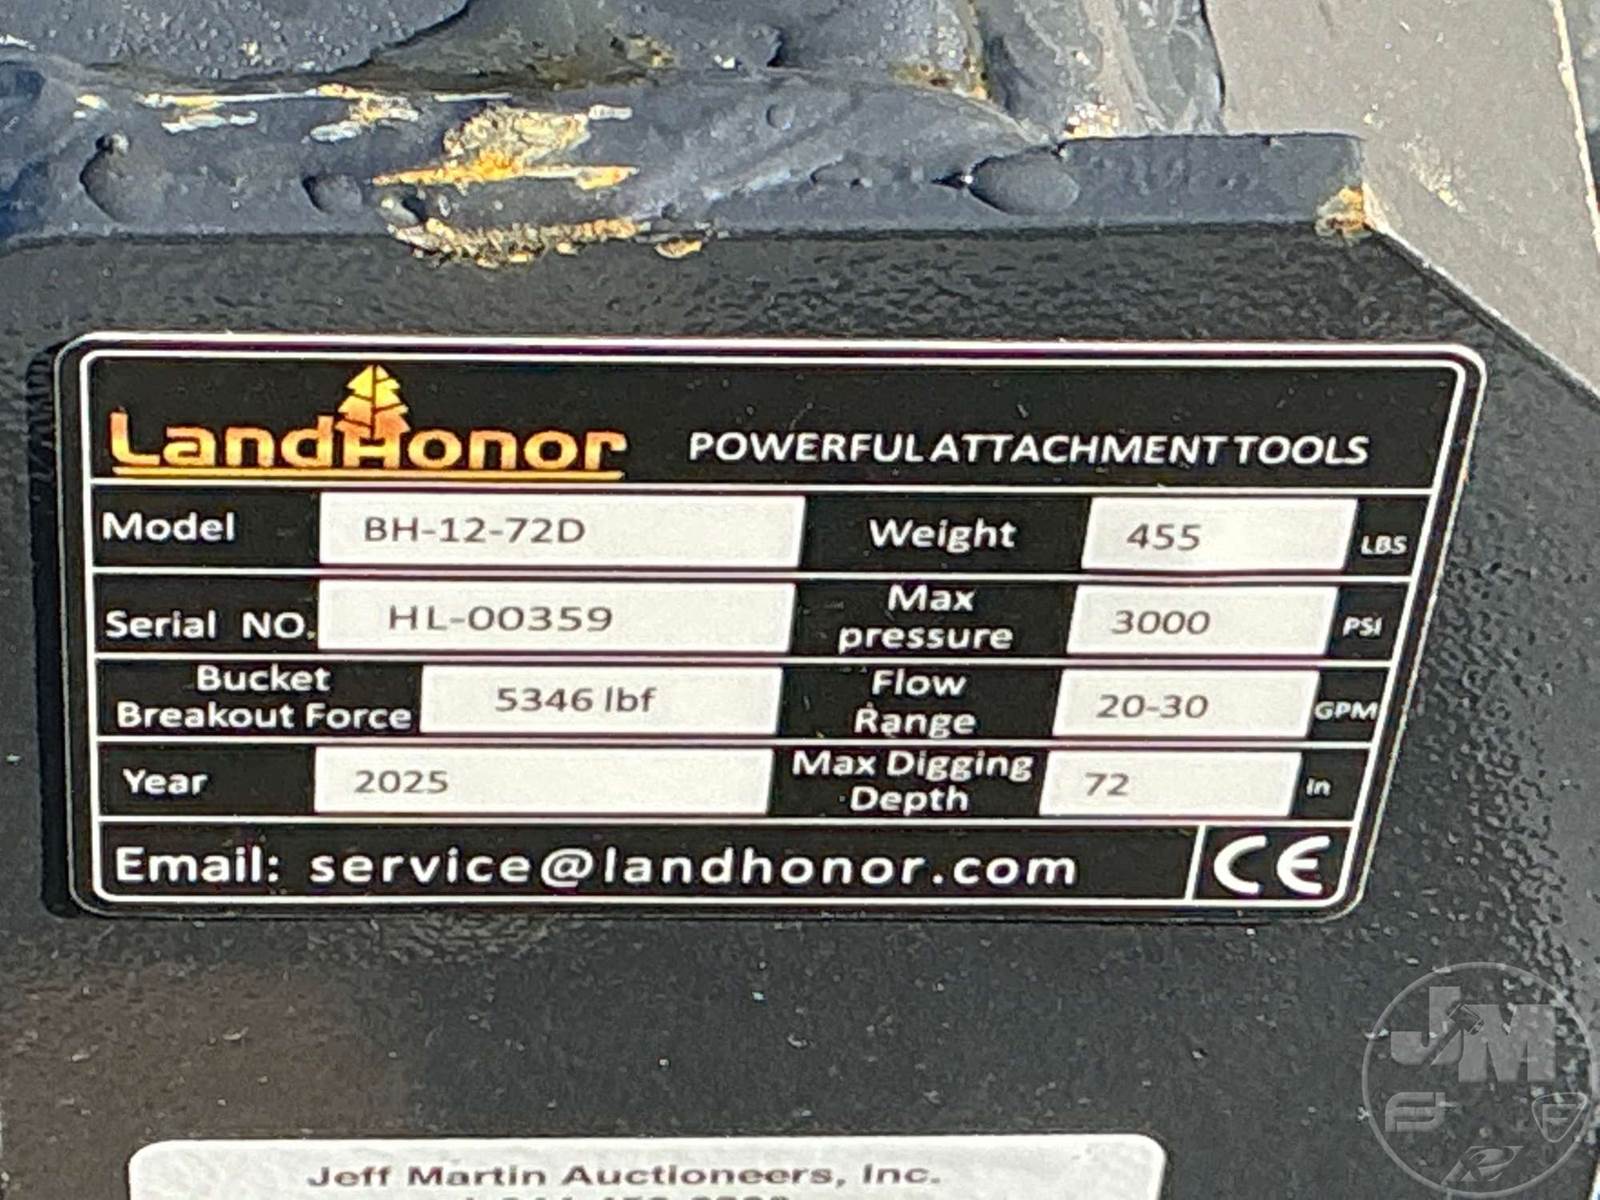 LandHonor POWERFUL ATTACHMENT TOOLS
Model BH-12-72D Weight 455 LBS
Serial NO. HL-00359 Max pressure 3000 PSI
Bucket Breakout Force 5346 lbf Flow Range 20-30 GPM
Year 2025 Max Digging Depth 72 in
Email: service@landhonor.com CE
JM
Jeff Martin Auctioneers, Inc.